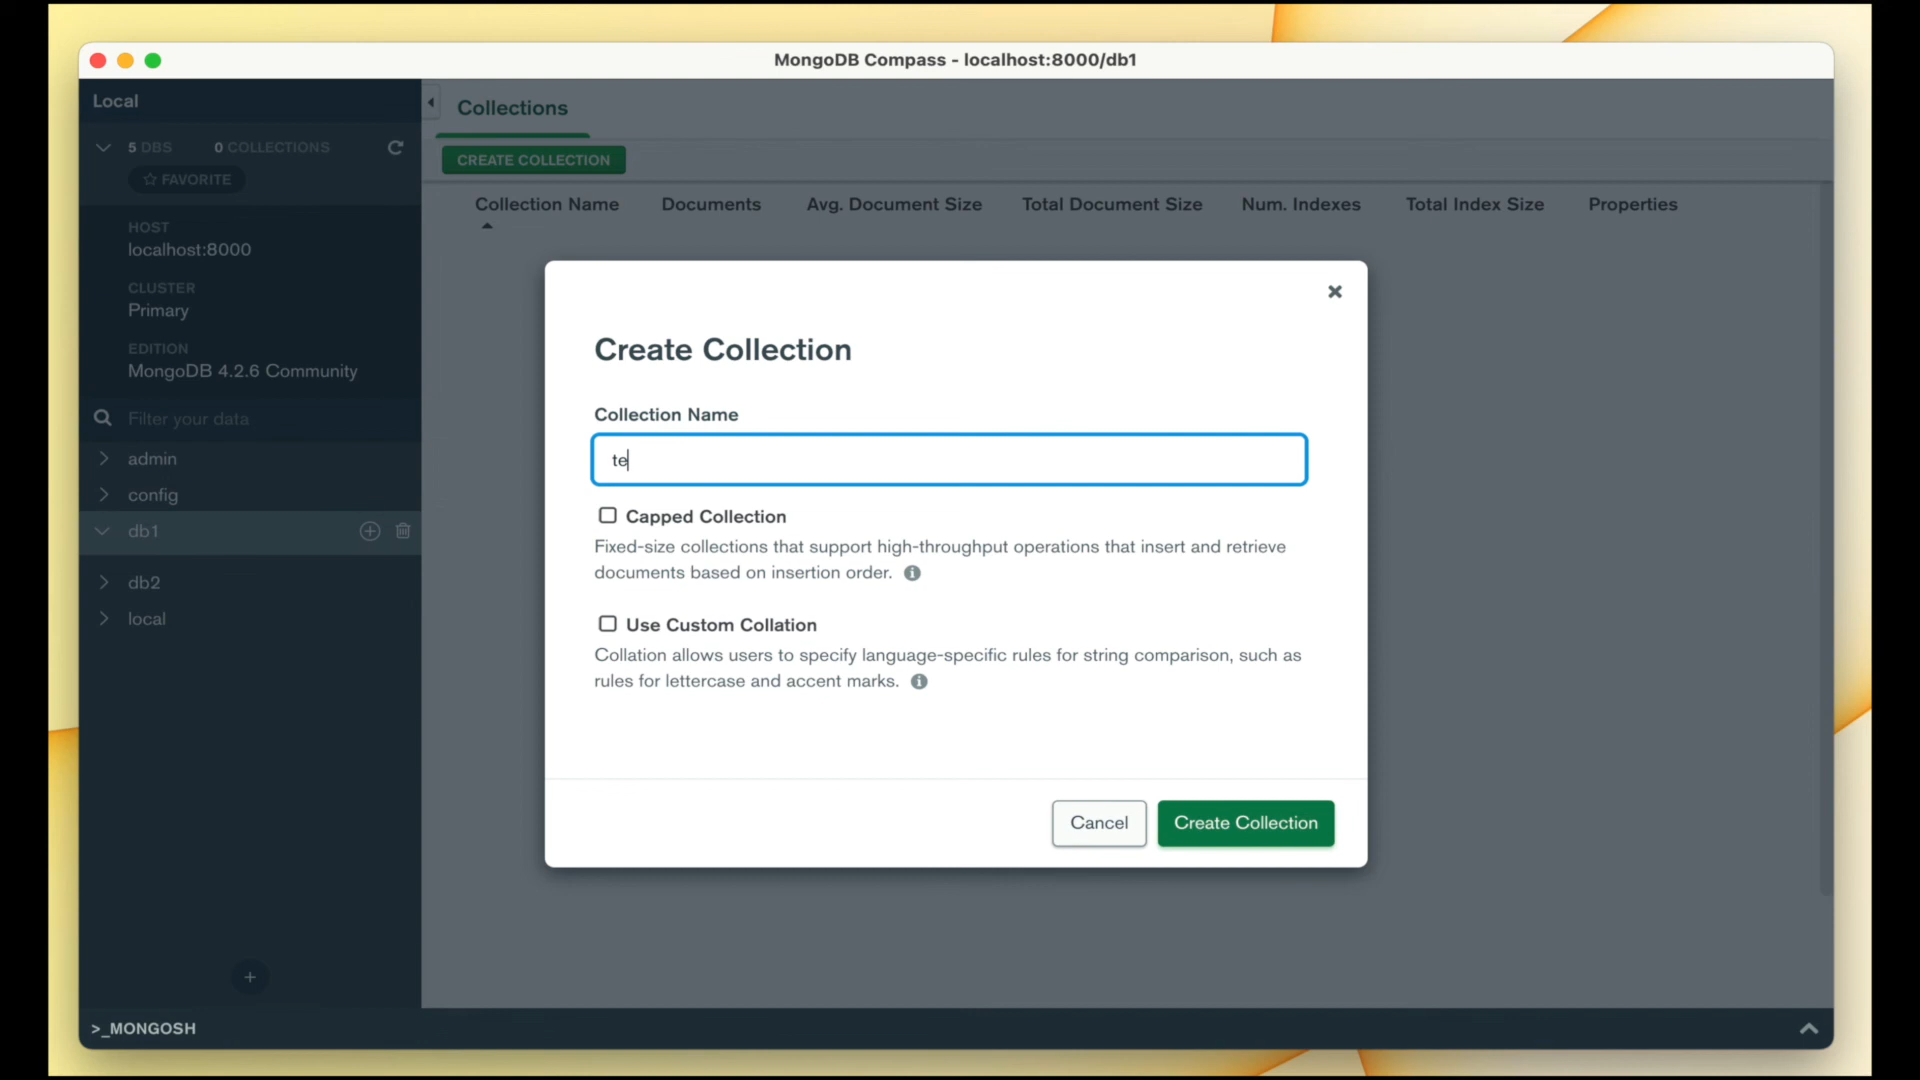 MongoDB Compass - localhost:8000/db1
Local
Collections
5 DBS 0 COLLECTIONS
FAVORITE
CREATE COLLECTION
Collection Name Documents Avg. Document Size Total Document Size Num. Indexes Total Index Size Properties
HOST
localhost:8000
CLUSTER
Primary
EDITION
MongoDB 4.2.6 Community
Filter your data
admin
config
db1
db2
local
Create Collection
Collection Name
te
Capped Collection
Fixed-size collections that support high-throughput operations that insert and retrieve
documents based on insertion order.
Use Custom Collation
Collation allows users to specify language-specific rules for string comparison, such as
rules for lettercase and accent marks.
Cancel Create Collection
>_MONGOSH